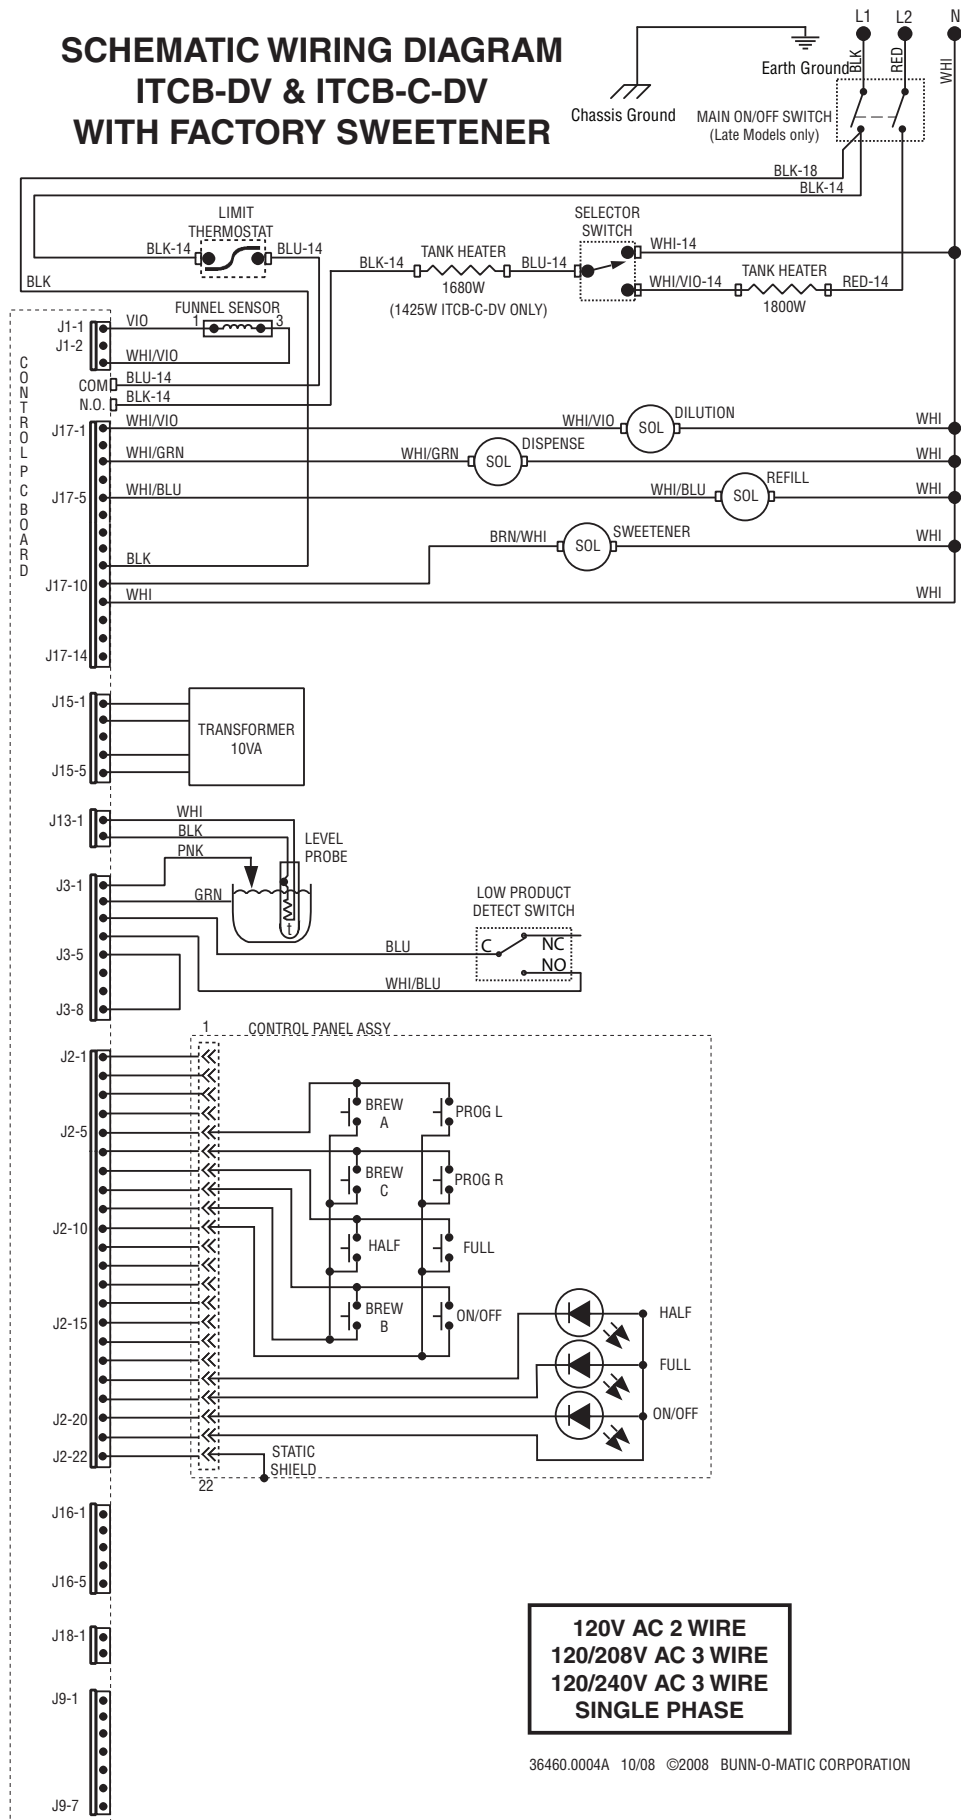 SCHEMATIC WIRING DIAGRAM
ITCB-DV & ITCB-C-DV
WITH FACTORY SWEETENER
L1
L2
N
BLK
RED
WHI
Earth Ground
Chassis Ground
MAIN ON/OFF SWITCH
(Late Models only)
BLK-18
BLK-14
LIMIT
THERMOSTAT
BLK-14
BLU-14
SELECTOR
SWITCH
WHI-14
BLK-14
TANK HEATER
BLU-14
1680W
(1425W ITCB-C-DV ONLY)
WHI/VIO-14
TANK HEATER
RED-14
1800W
BLK
FUNNEL SENSOR
1
3
CONTROL PC BOARD
J1-1
VIO
J1-2
WHI/VIO
COM
BLU-14
N.O.
BLK-14
J17-1
WHI/VIO
WHI/VIO
SOL
DILUTION
WHI
WHI/GRN
WHI/GRN
SOL
DISPENSE
WHI
J17-5
WHI/BLU
WHI/BLU
SOL
REFILL
WHI
BRN/WHI
SOL
SWEETENER
WHI
BLK
J17-10
WHI
WHI
J17-14
J15-1
TRANSFORMER
10VA
J15-5
J13-1
WHI
BLK
LEVEL
PROBE
PNK
J3-1
GRN
t
LOW PRODUCT
DETECT SWITCH
BLU
C
NC
NO
J3-5
WHI/BLU
J3-8
1
CONTROL PANEL ASSY
J2-1
BREW
A
PROG L
J2-5
BREW
C
PROG R
J2-10
HALF
FULL
BREW
B
ON/OFF
J2-15
HALF
FULL
J2-20
ON/OFF
J2-22
STATIC
SHIELD
22
J16-1
J16-5
J18-1
J9-1
J9-7
120V AC 2 WIRE
120/208V AC 3 WIRE
120/240V AC 3 WIRE
SINGLE PHASE
36460.0004A 10/08 ©2008 BUNN-O-MATIC CORPORATION